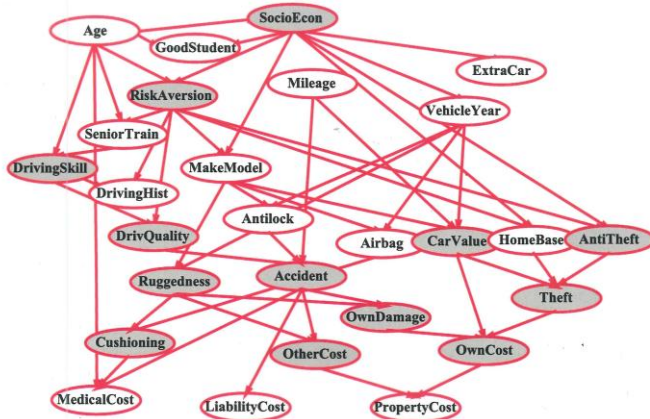 SocioEcon
Age
GoodStudent
ExtraCar
Mileage
RiskAversion
VehicleYear
SeniorTrain
DrivingSkill
MakeModel
DrivingHist
Antilock
DrivQuality
Airbag
CarValue
HomeBase
AntiTheft
Ruggedness
Accident
Theft
OwnDamage
Cushioning
OtherCost
OwnCost
MedicalCost
LiabilityCost
PropertyCost